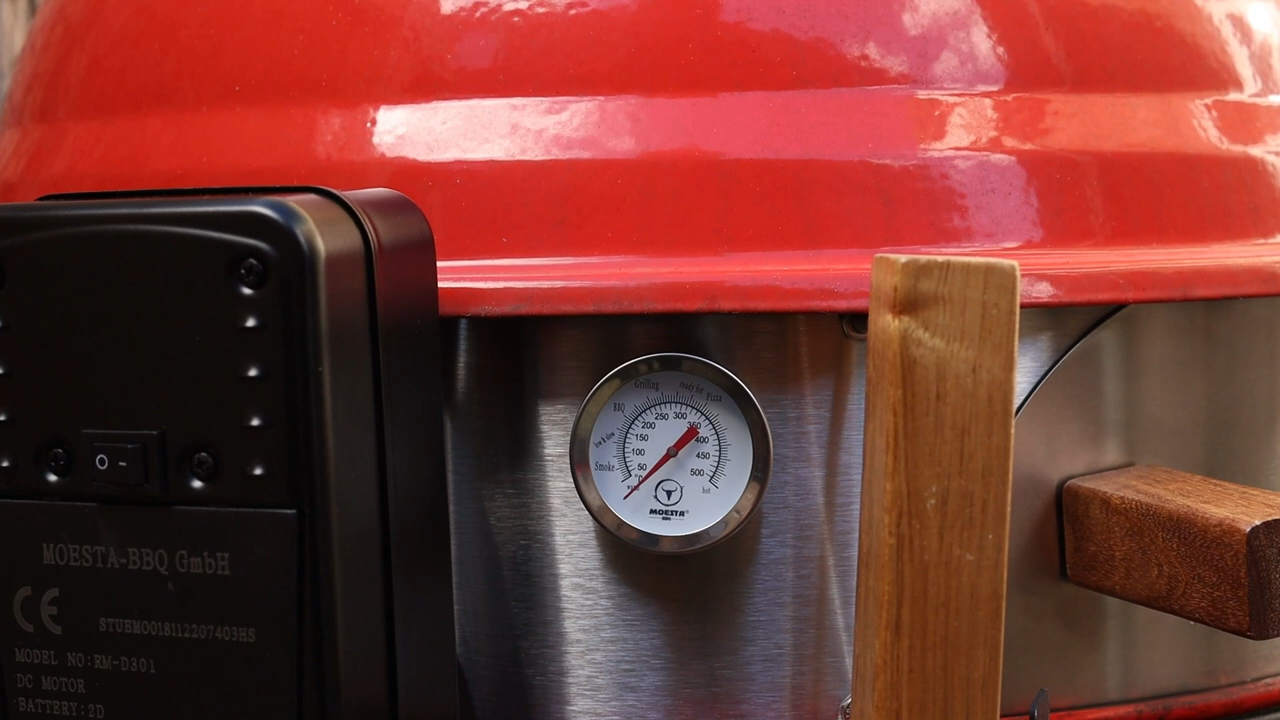 MOESTA-BBQ GmbH
CE
STUBMO018112207403HS
MODEL NO:RM-D301
DC MOTOR
BATTERY:2D
Smoke
low & slow
BBQ
Grilling
ready for Pizza
hot
50
100
150
200
250
300
350
400
450
500
°C
MOESTA®
BBQ